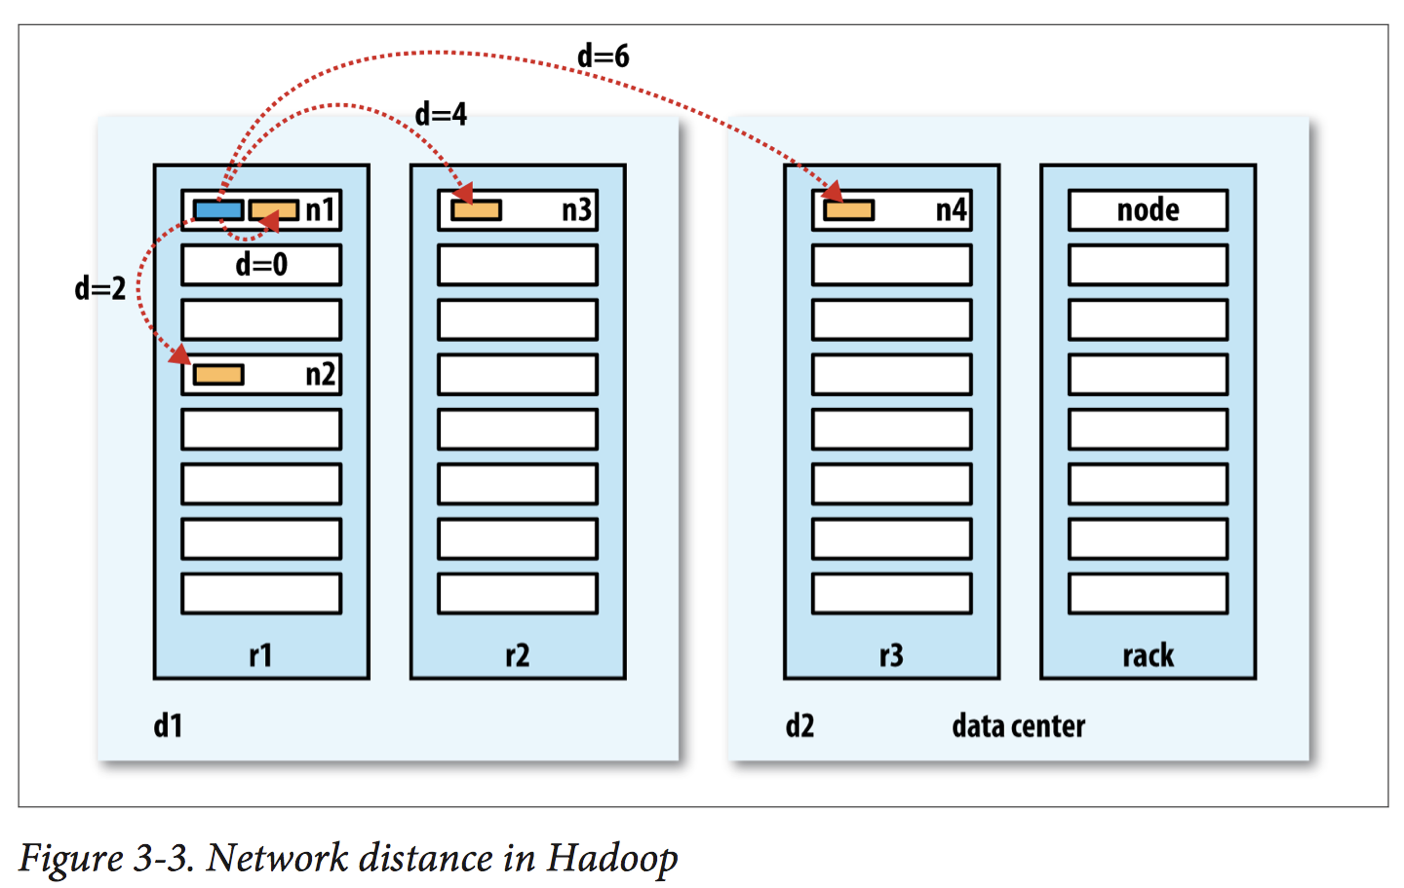 d=6
d=4
n1 n3 n4 node
d=0
d=2
n2
r1 r2 r3 rack
d1 d2 data center
Figure 3-3. Network distance in Hadoop